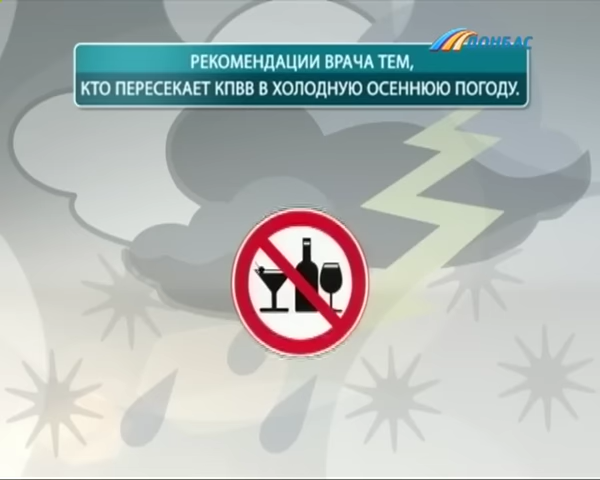 ДОНБАС
РЕКОМЕНДАЦИИ ВРАЧА ТЕМ,
КТО ПЕРЕСЕКАЕТ КПВВ В ХОЛОДНУЮ ОСЕННЮЮ ПОГОДУ.